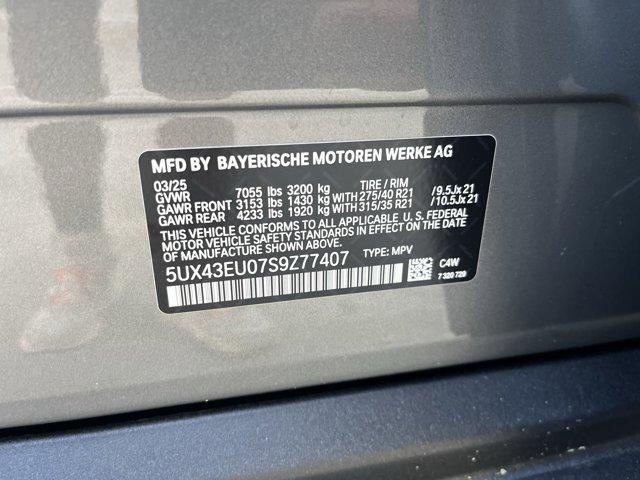 MFD BY BAYERISCHE MOTOREN WERKE AG
03/25
GVWR 7055 lbs 3200 kg TIRE / RIM
GAWR FRONT 3153 lbs 1430 kg WITH 275/40 R21 /9.5Jx21
GAWR REAR 4233 lbs 1920 kg WITH 315/35 R21 /10.5Jx21
THIS VEHICLE CONFORMS TO ALL APPLICABLE U. S. FEDERAL
MOTOR VEHICLE SAFETY STANDARDS IN EFFECT ON THE DATE
OF MANUFACTURE SHOWN ABOVE.
5UX43EU07S9Z77407 TYPE: MPV
C4W
7 320 729